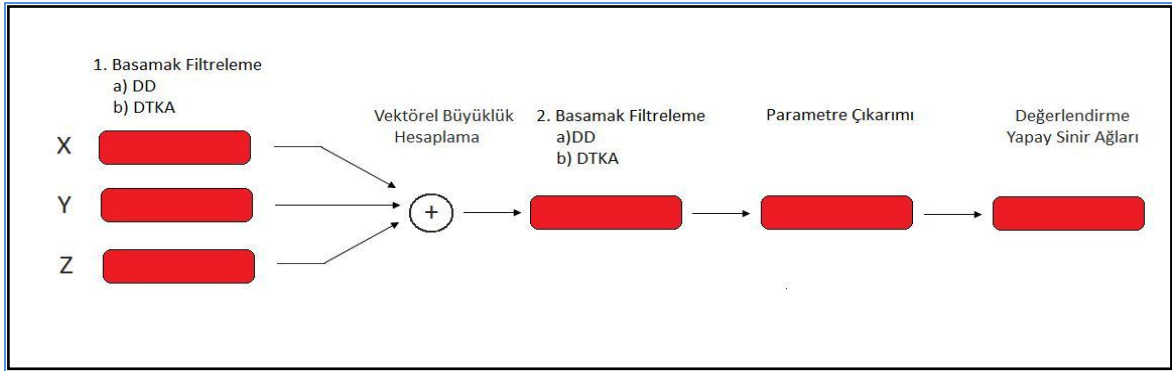 1. Basamak Filtreleme
a) DD
b) DTKA
X
Y
Z
Vektörel Büyüklük
Hesaplama
+
2. Basamak Filtreleme
a)DD
b) DTKA
Parametre Çıkarımı
Değerlendirme
Yapay Sinir Ağları